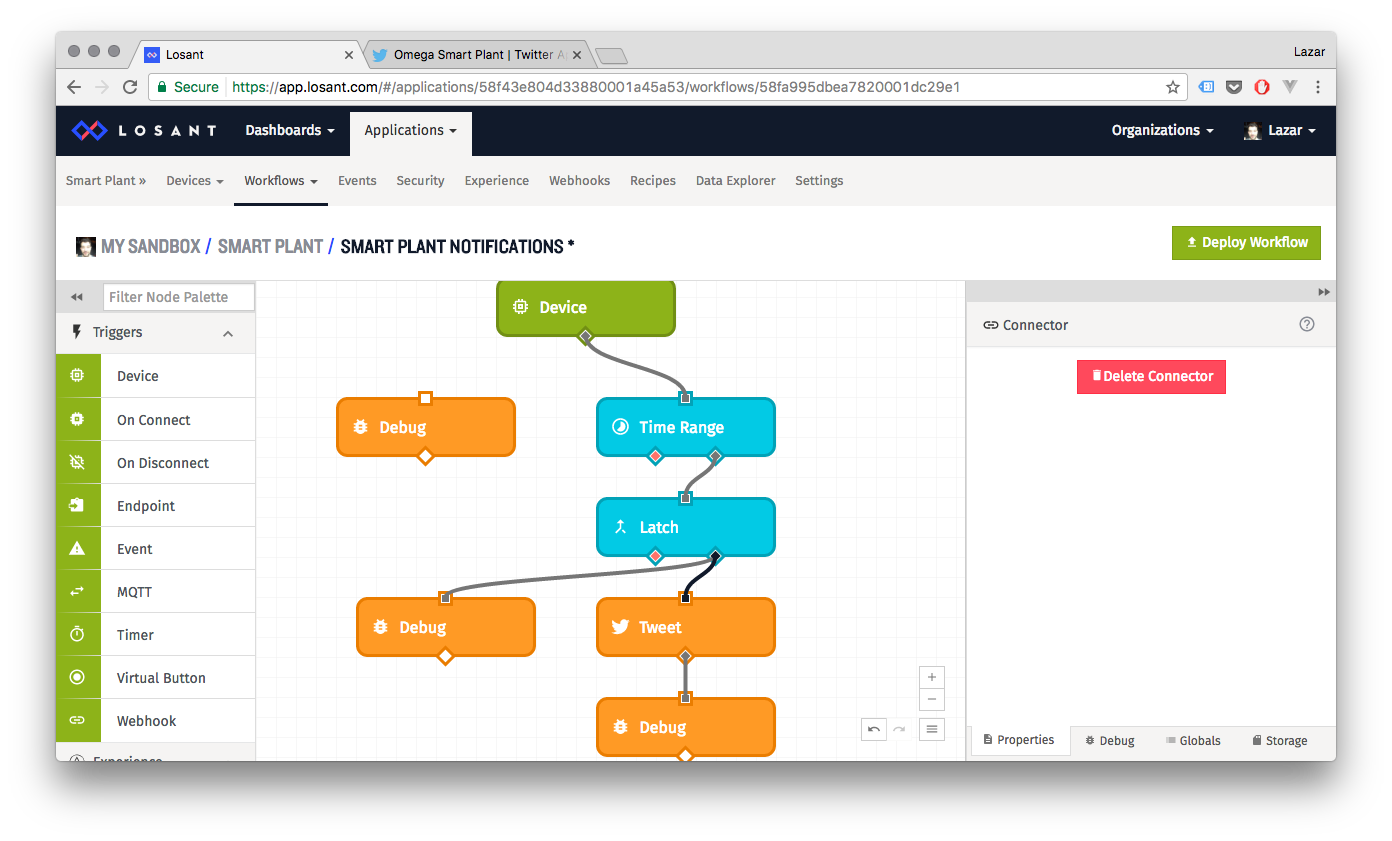 Losant
Omega Smart Plant | Twitter A
Lazar
Secure https://app.losant.com/#/applications/58f43e804d33880001a45a53/workflows/58fa995dbea7820001dc29e1
LOSANT Dashboards Applications Organizations Lazar
Smart Plant » Devices Workflows Events Security Experience Webhooks Recipes Data Explorer Settings
MY SANDBOX / SMART PLANT / SMART PLANT NOTIFICATIONS *
Deploy Workflow
Filter Node Palette
Triggers
Device
On Connect
On Disconnect
Endpoint
Event
MQTT
Timer
Virtual Button
Webhook
Experience
Device
Debug
Time Range
Latch
Debug
Tweet
Debug
+
−
Connector
Delete Connector
Properties Debug Globals Storage